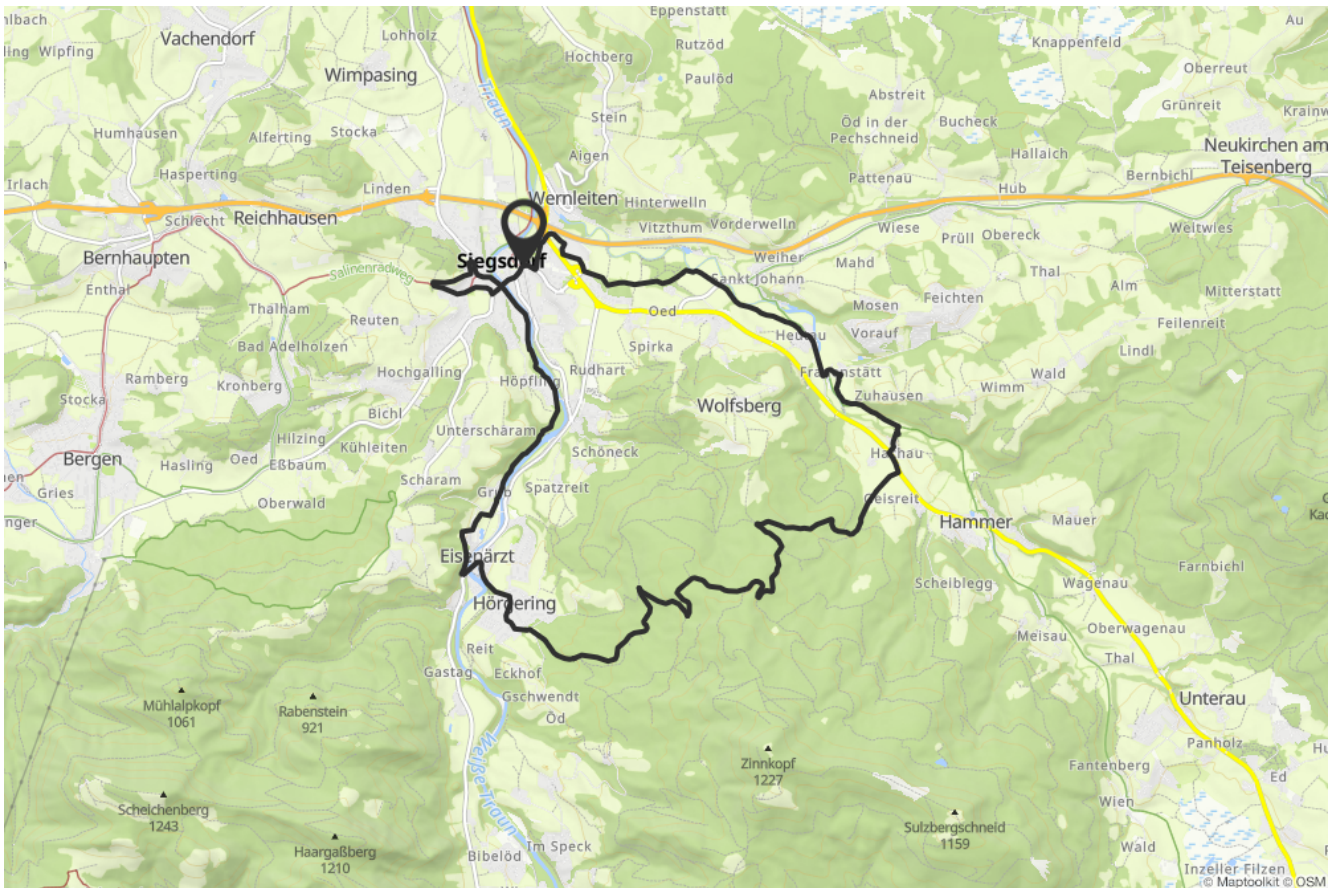 Eppenstatt
Au
Vachendorf
Lohholz
Knappenfeld
Rutzöd
Wipfing
Hochberg
Oberreut
Wimpasing
Paulöd
Abstreit
Grünreit
Traun
Stein
Öd in der
Pechschneid
Bucheck
Humhausen
Alferting
Stocka
Neukirchen am
Teisenberg
Aigen
Hallaich
Hasperting
Bernbichl
Irlach
Linden
Pattenau
Hub
Wernleiten
Hinterwelln
Schlecht
Reichhausen
Vitzthum
Vorderwelln
Wiese
Weltwies
Prüll
Obereck
Bernhaupten
Siegsdorf
Weiher
Mahd
Salinenradweg
Sankt Johann
Thal
Enthal
Alm
Mitterstatt
Thalham
Feichten
Mosen
Oed
Reuten
Feilenreit
Heutau
Vorauf
Bad Adelholzen
Spirka
Lindl
Hochgalling
Rudhart
Wald
Ramberg
Höpfling
Zuhausen
Wimm
Kronberg
Stocka
Wolfsberg
Bichl
Unterscharam
Hilzing
Kühleiten
Schöneck
Bergen
Oed
Hasling
Eßbaum
Scharam
Spatzreit
Gries
Oberwald
Geisreit
Hammer
Mauer
Eisenärzt
Farnbichl
Scheiblegg
Wagenau
Hördering
Oberwagenau
Meisau
Reit
Thal
Gastag
Eckhof
Gschwendt
Mühlalpkopf
1061
Rabenstein
921
Unterau
Öd
Panholz
Zinnkopf
1227
Fantenberg
Ed
Weiße Traun
Scheichenberg
1243
Wien
Sulzbergschneid
1159
Haargaßberg
1210
Im Speck
Wald
Bibelöd
Inzeller Filzen
© Maptoolkit © OSM